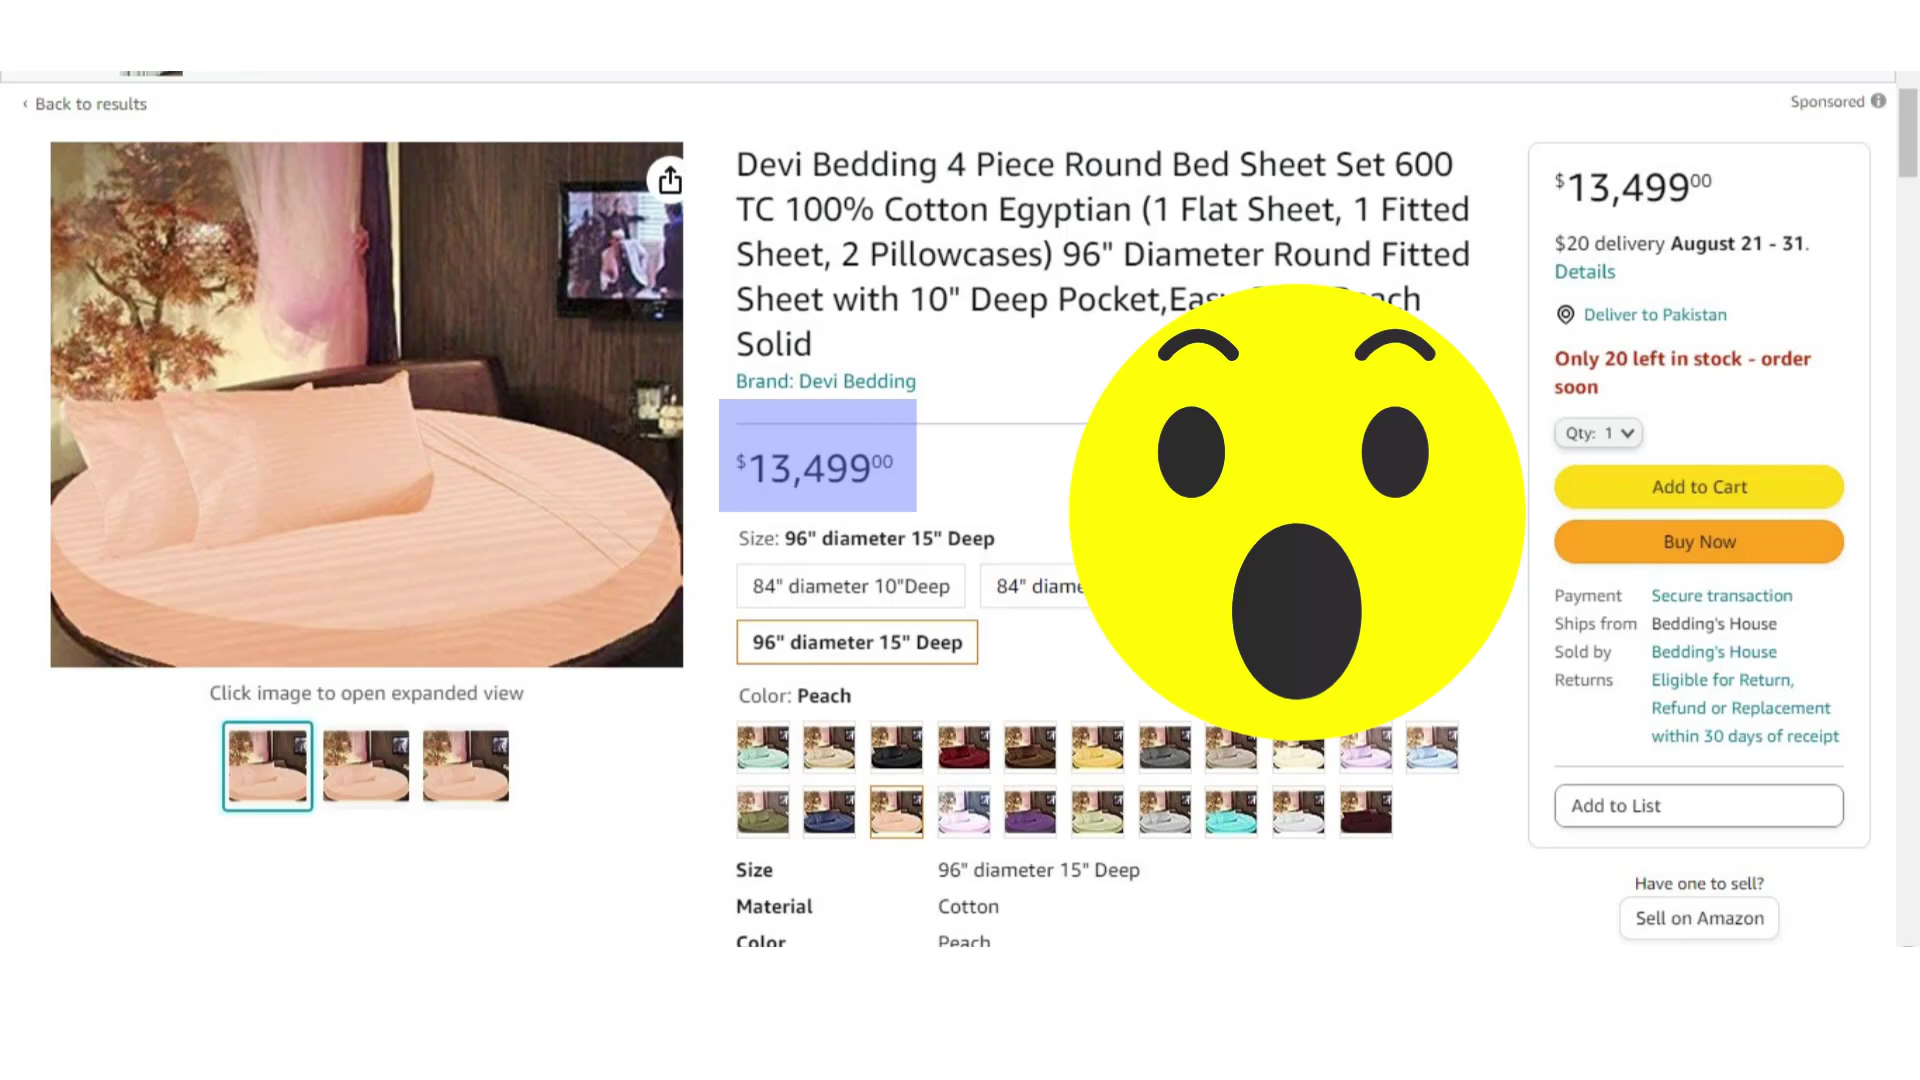 ‹ Back to results
Sponsored
Devi Bedding 4 Piece Round Bed Sheet Set 600
TC 100% Cotton Egyptian (1 Flat Sheet, 1 Fitted
Sheet, 2 Pillowcases) 96" Diameter Round Fitted
Sheet with 10" Deep Pocket,
Solid
Brand: Devi Bedding
$13,49900
Size: 96" diameter 15" Deep
84" diameter 10"Deep
84"
96" diameter 15" Deep
Color: Peach
Click image to open expanded view
Size 96" diameter 15" Deep
Material Cotton
Color Peach
$13,49900
$20 delivery August 21 - 31.
Details
Deliver to Pakistan
Only 20 left in stock - order
soon
Qty: 1
Add to Cart
Buy Now
Payment Secure transaction
Ships from Bedding's House
Sold by Bedding's House
Returns Eligible for Return,
Refund or Replacement
within 30 days of receipt
Add to List
Have one to sell?
Sell on Amazon